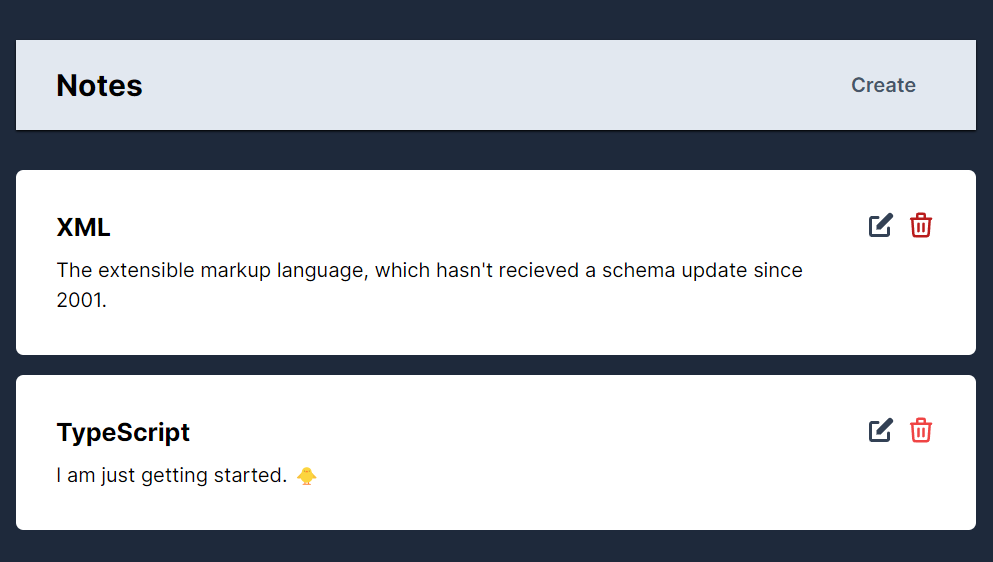 Notes
Create
XML
The extensible markup language, which hasn't recieved a schema update since
2001.
TypeScript
I am just getting started. 🐥